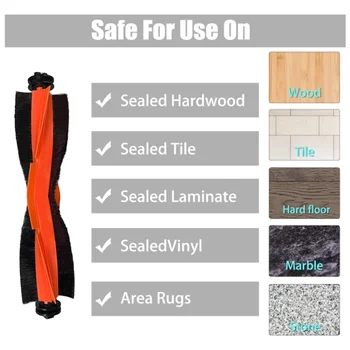 Safe For Use On
Sealed Hardwood
Sealed Tile
Sealed Laminate
SealedVinyl
Area Rugs
Wood
Tile
Hard floor
Marble
Stone